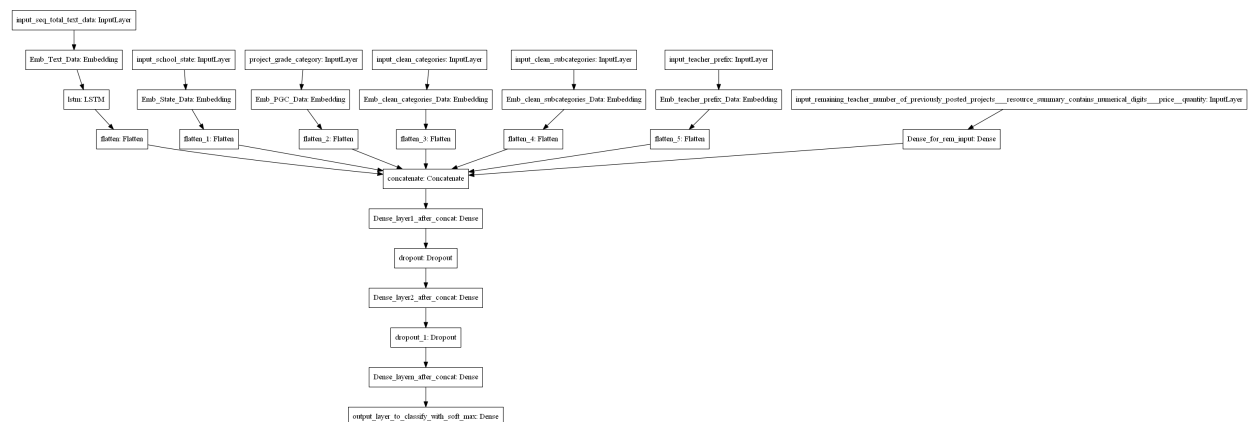 input_seq_total_text_data: InputLayer
Emb_Text_Data: Embedding
input_school_state: InputLayer
project_grade_category: InputLayer
input_clean_categories: InputLayer
input_clean_subcategories: InputLayer
input_teacher_prefix: InputLayer
lstm: LSTM
Emb_State_Data: Embedding
Emb_PGC_Data: Embedding
Emb_clean_categories_Data: Embedding
Emb_clean_subcategories_Data: Embedding
Emb_teacher_prefix_Data: Embedding
input_remaining_teacher_number_of_previously_posted_projects___resource_summary_contains_numerical_digits___price__quantity: InputLayer
flatten: Flatten
flatten_1: Flatten
flatten_2: Flatten
flatten_3: Flatten
flatten_4: Flatten
flatten_5: Flatten
Dense_for_rem_input: Dense
concatenate: Concatenate
Dense_layer1_after_concat: Dense
dropout: Dropout
Dense_layer2_after_concat: Dense
dropout_1: Dropout
Dense_layern_after_concat: Dense
output_layer_to_classify_with_soft_max: Dense